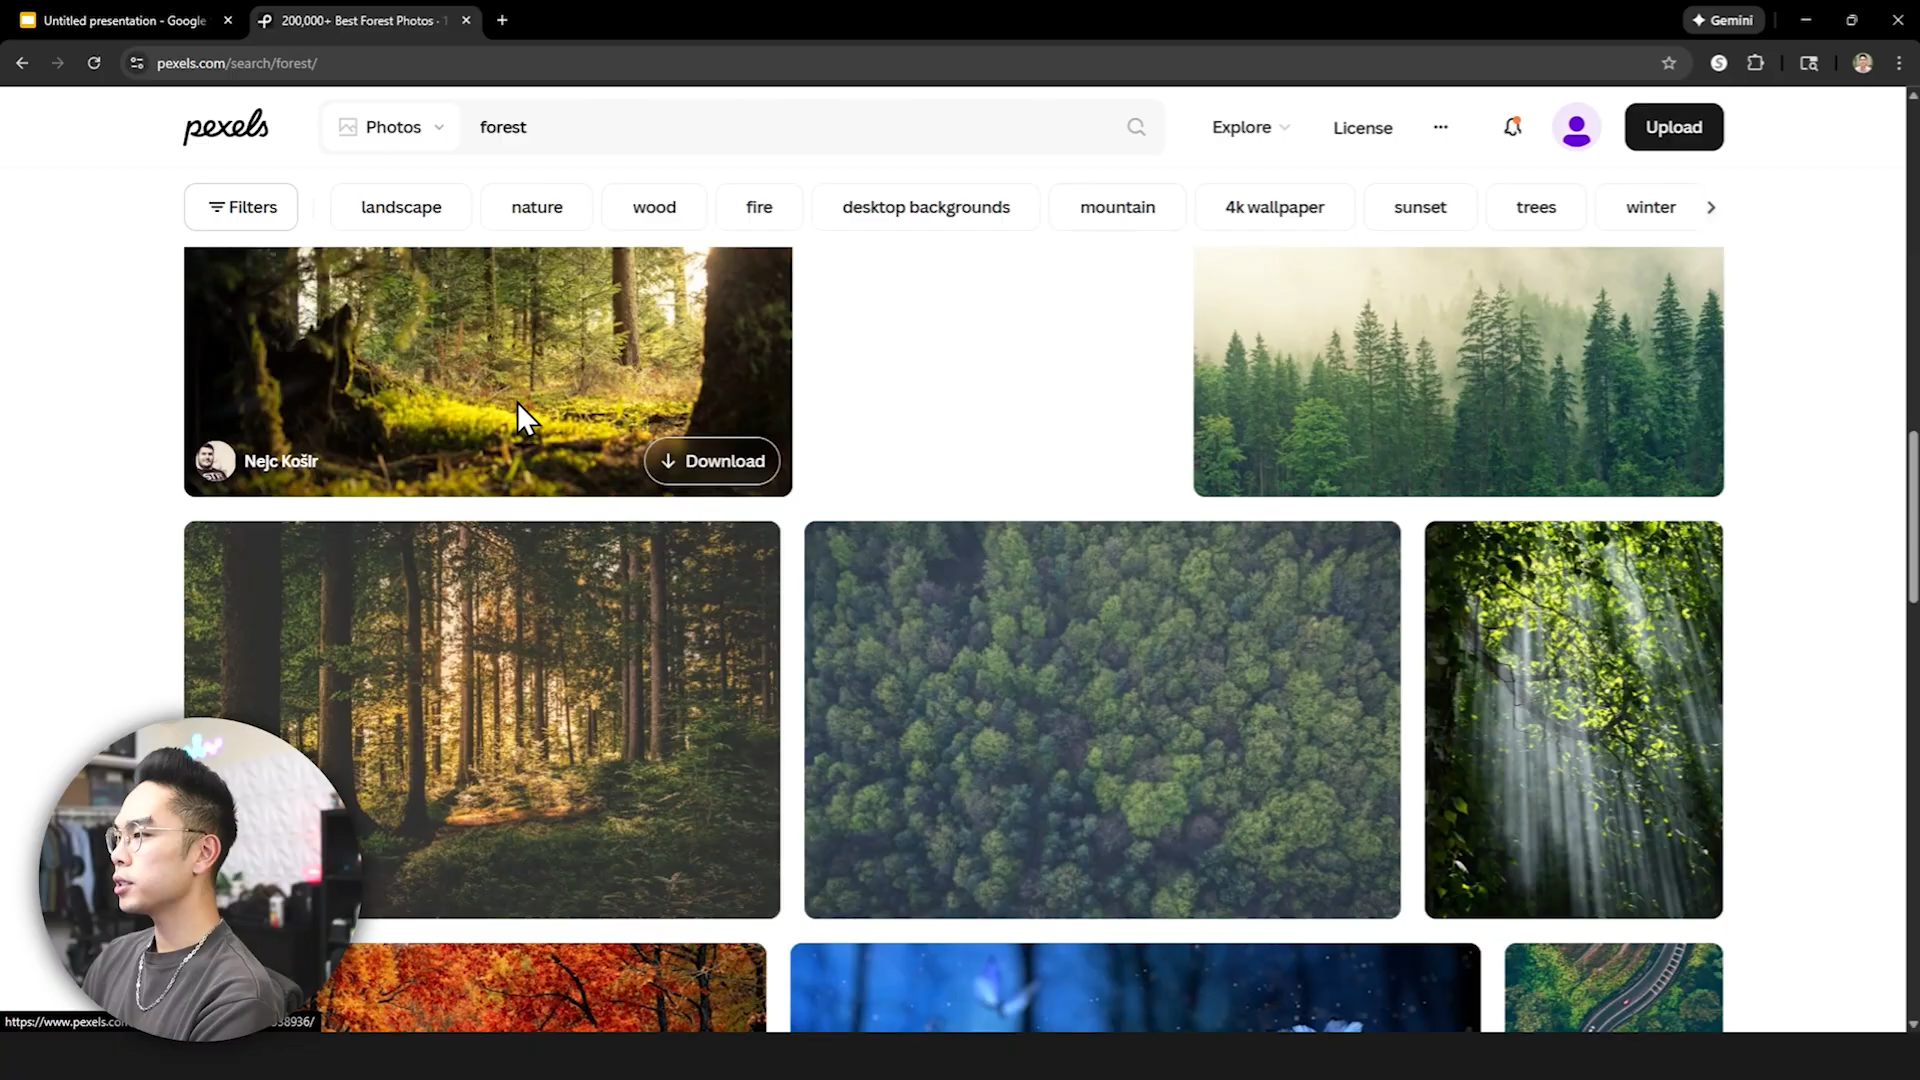 Untitled presentation - Google
200,000+ Best Forest Photos ·
Gemini
pexels.com/search/forest/
pexels
Photos
forest
Explore
License
Upload
Filters
landscape
nature
wood
fire
desktop backgrounds
mountain
4k wallpaper
sunset
trees
winter
Nejc Košir
Download
https://www.pexels.co
38936/